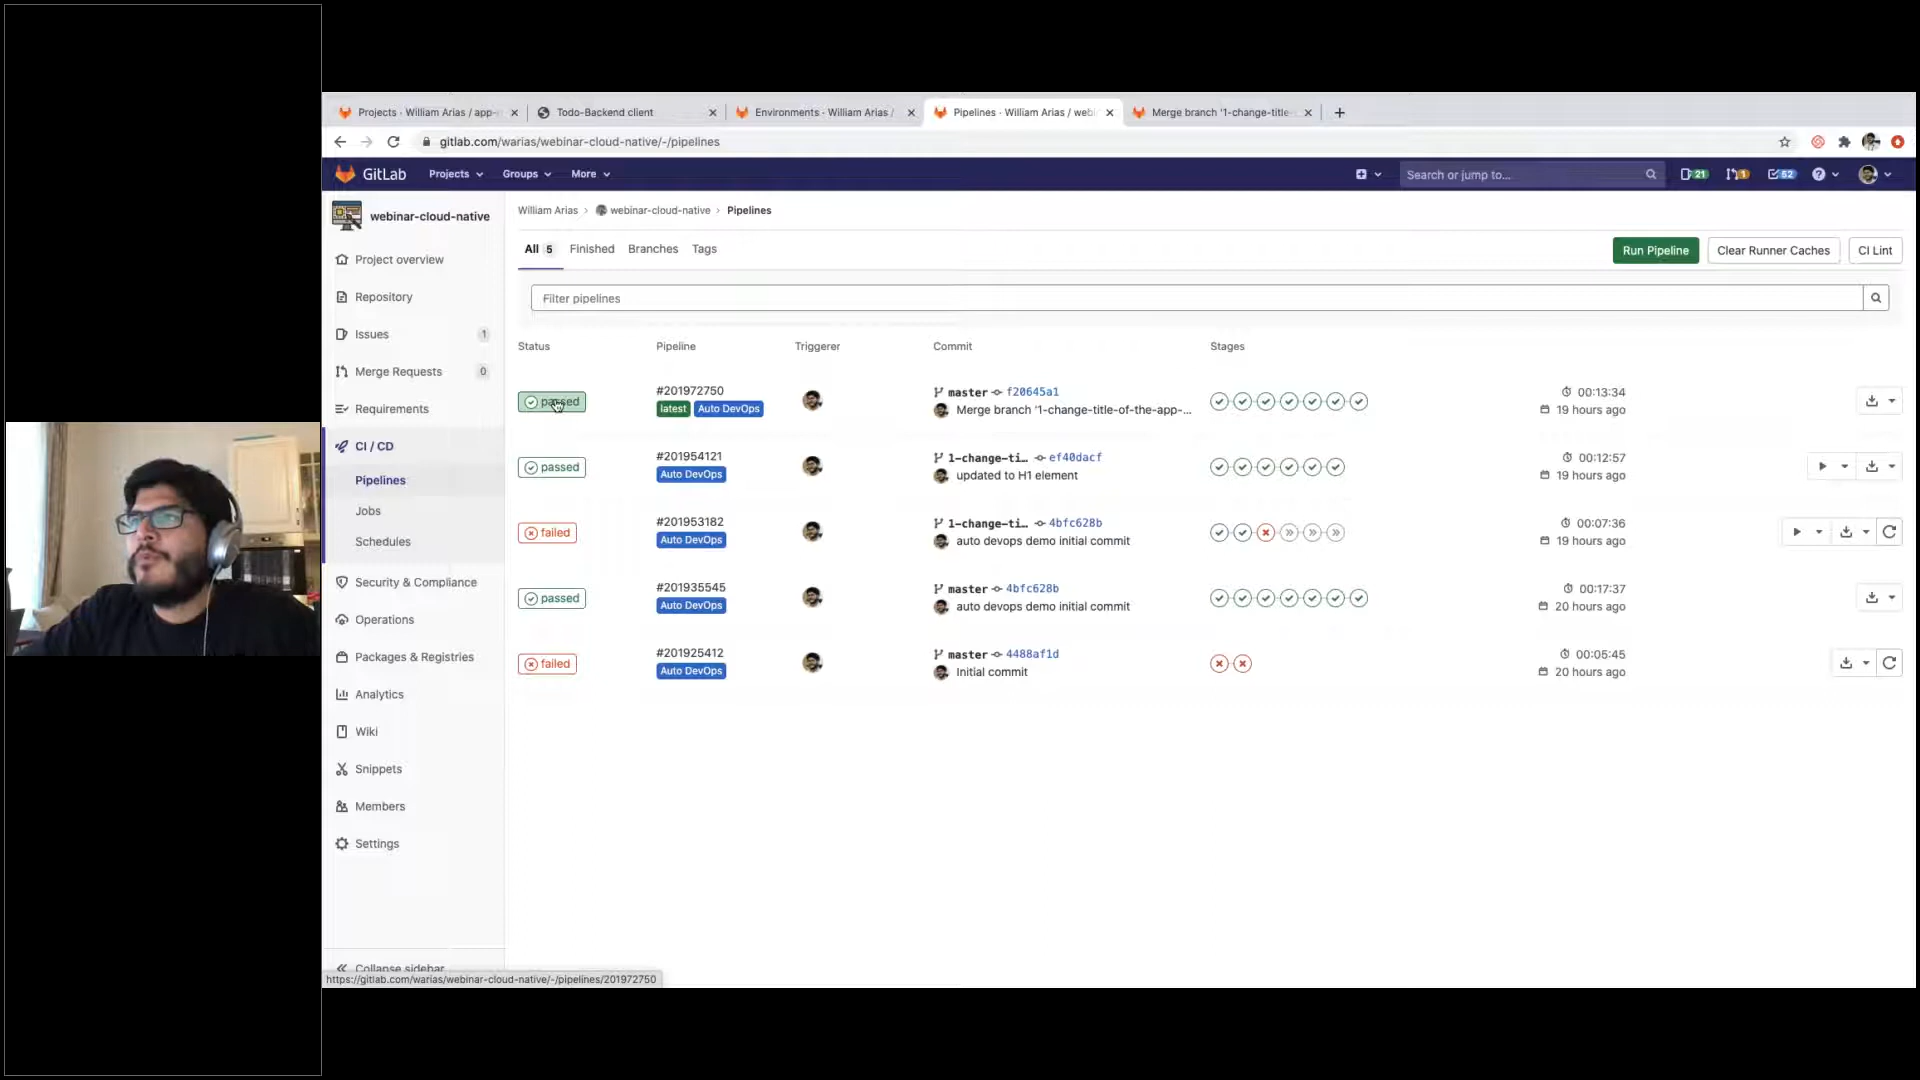 Projects · William Arias / app-
Todo-Backend client
Environments · William Arias /
Pipelines · William Arias / webi
Merge branch '1-change-title-
gitlab.com/warias/webinar-cloud-native/-/pipelines
GitLab
Projects
Groups
More
Search or jump to...
21
1
52
webinar-cloud-native
Project overview
Repository
Issues 1
Merge Requests 0
Requirements
CI / CD
Pipelines
Jobs
Schedules
Security & Compliance
Operations
Packages & Registries
Analytics
Wiki
Snippets
Members
Settings
Collapse sidebar
https://gitlab.com/warias/webinar-cloud-native/-/pipelines/201972750
William Arias › webinar-cloud-native › Pipelines
All 5 Finished Branches Tags
Run Pipeline Clear Runner Caches CI Lint
Filter pipelines
Status Pipeline Triggerer Commit Stages
passed #201972750 master f20645a1 00:13:34
latest Auto DevOps Merge branch '1-change-title-of-the-app-... 19 hours ago
passed #201954121 1-change-ti… ef40dacf 00:12:57
Auto DevOps updated to H1 element 19 hours ago
failed #201953182 1-change-ti… 4bfc628b 00:07:36
Auto DevOps auto devops demo initial commit 19 hours ago
passed #201935545 master 4bfc628b 00:17:37
Auto DevOps auto devops demo initial commit 20 hours ago
failed #201925412 master 4488af1d 00:05:45
Auto DevOps Initial commit 20 hours ago